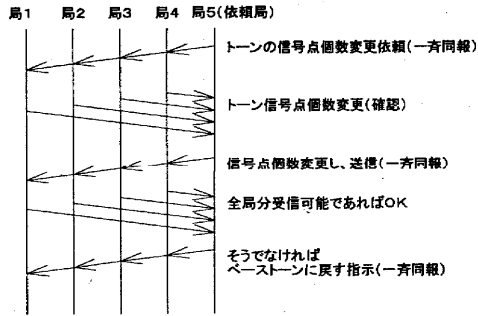 局1 局2 局3 局4 局5(依頼局)
トーンの信号点個数変更依頼(一斉同報)
トーン信号点個数変更(確認)
信号点個数変更し、送信(一斉同報)
全局分受信可能であればOK
そうでなければ
ベーストーンに戻す指示(一斉同報)